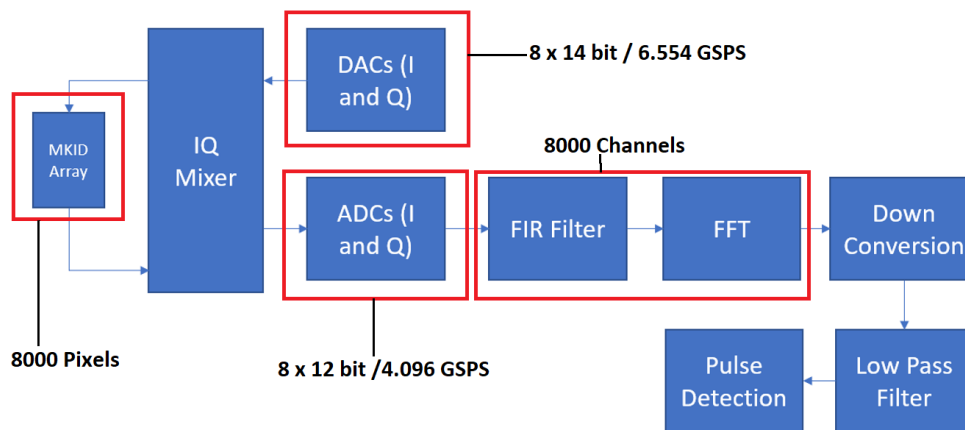 8 x 14 bit / 6.554 GSPS
DACs (I
and Q)
MKID
Array
IQ
Mixer
8000 Channels
ADCs (I
and Q)
FIR Filter
FFT
Down
Conversion
8000 Pixels
8 x 12 bit /4.096 GSPS
Pulse
Detection
Low Pass
Filter